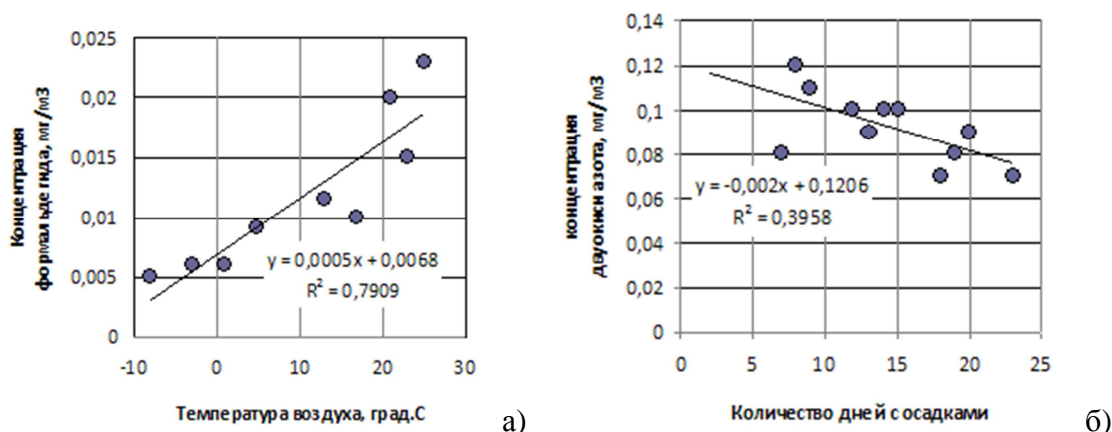 Концентрация
формальдегида, мг/м3
0,025
0,02
0,015
0,01
0,005
0
y = 0,0005x + 0,0068
R² = 0,7909
-10 0 10 20 30
Температура воздуха, град.С
а)
концентрация
двуокиси азота, мг/м3
0,14
0,12
0,1
0,08
0,06
0,04
0,02
0
y = -0,002x + 0,1206
R² = 0,3958
0 5 10 15 20 25
Количество дней с осадками
б)